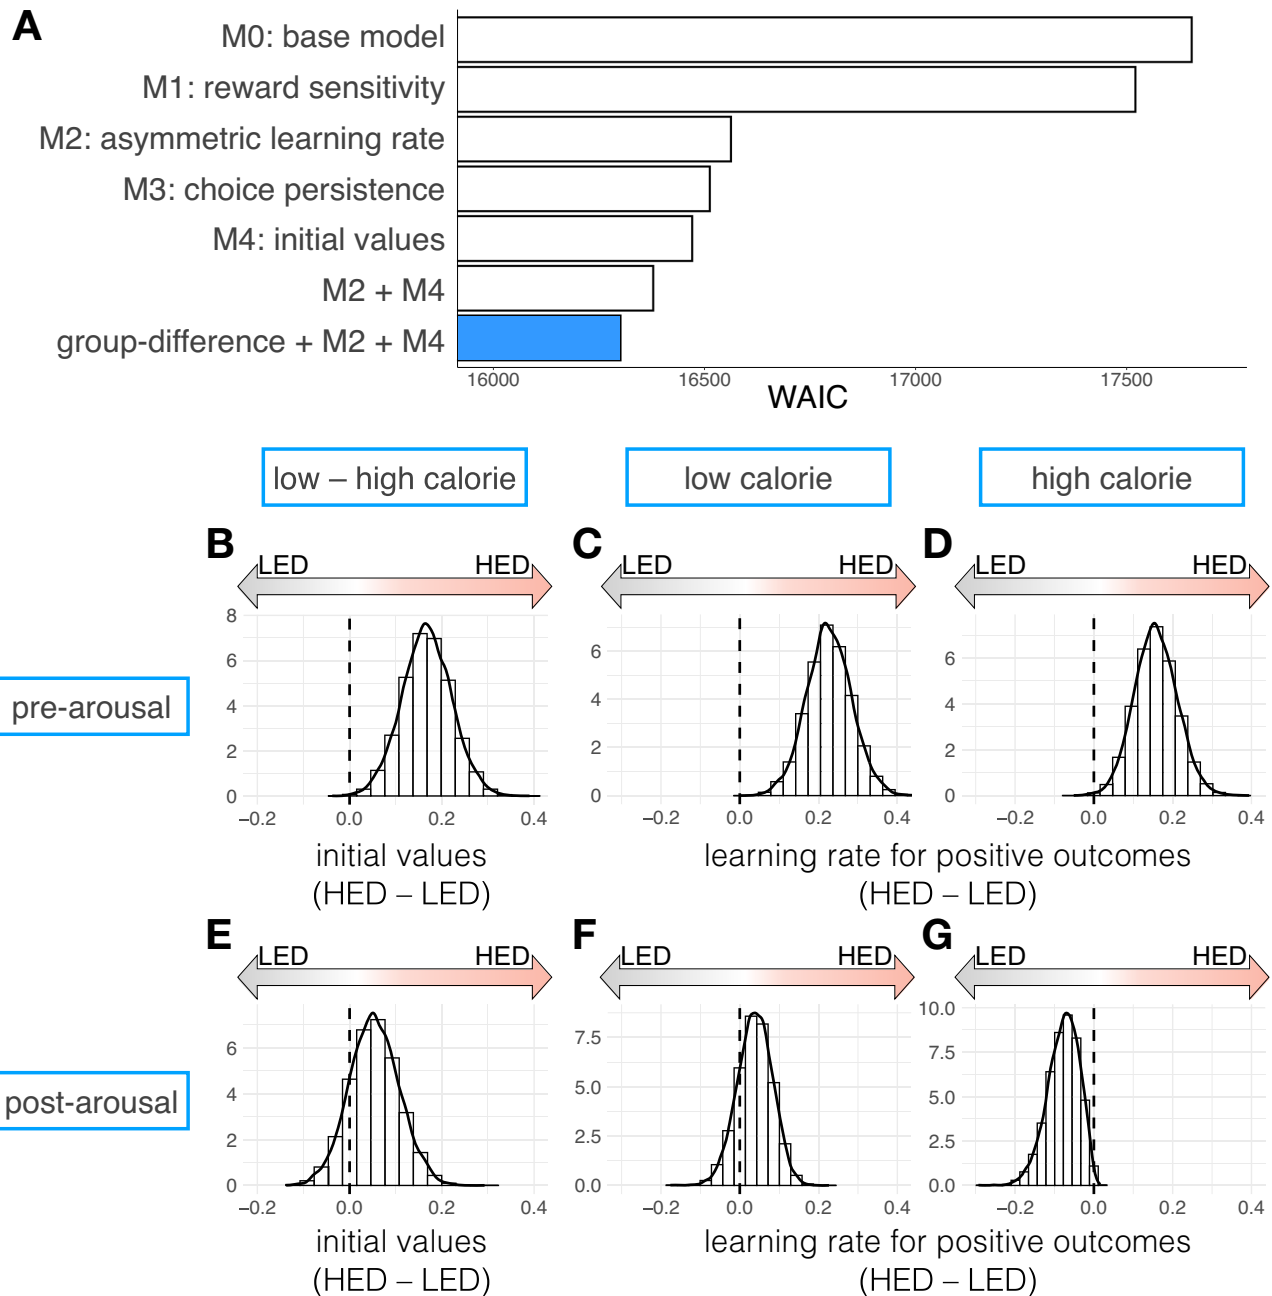 A
M0: base model
M1: reward sensitivity
M2: asymmetric learning rate
M3: choice persistence
M4: initial values
M2 + M4
group-difference + M2 + M4
16000 16500 17000 17500
WAIC
low – high calorie low calorie high calorie
B C D
LED HED LED HED LED HED
pre-arousal
8
6
4
2
0
−0.2 0.0 0.2 0.4
6
4
2
0
−0.2 0.0 0.2 0.4
6
4
2
0
−0.2 0.0 0.2 0.4
initial values learning rate for positive outcomes
(HED – LED) (HED – LED)
E F G
LED HED LED HED LED HED
post-arousal
6
4
2
0
−0.2 0.0 0.2 0.4
7.5
5.0
2.5
0.0
−0.2 0.0 0.2 0.4
10.0
7.5
5.0
2.5
0.0
−0.2 0.0 0.2 0.4
initial values learning rate for positive outcomes
(HED – LED) (HED – LED)